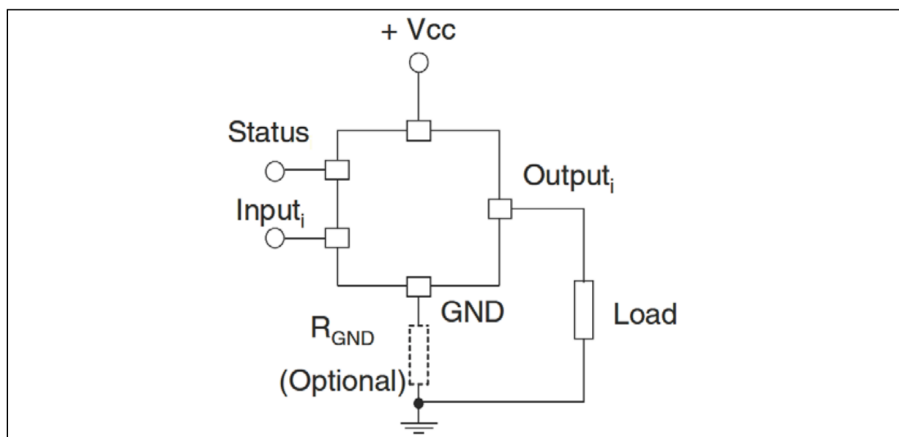 + Vcc
Status
Output_i
Input_i
GND
R_GND
Load
(Optional)